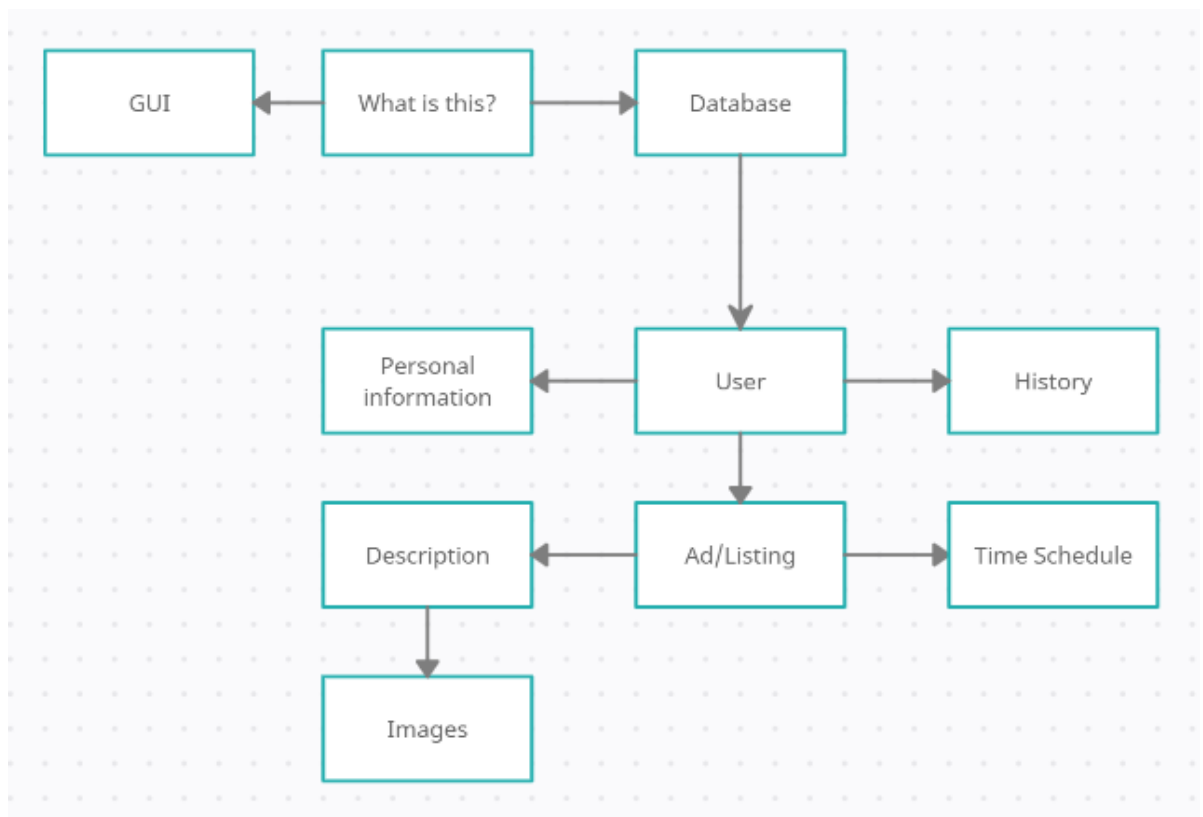 GUI
What is this?
Database
Personal
information
User
History
Description
Ad/Listing
Time Schedule
Images